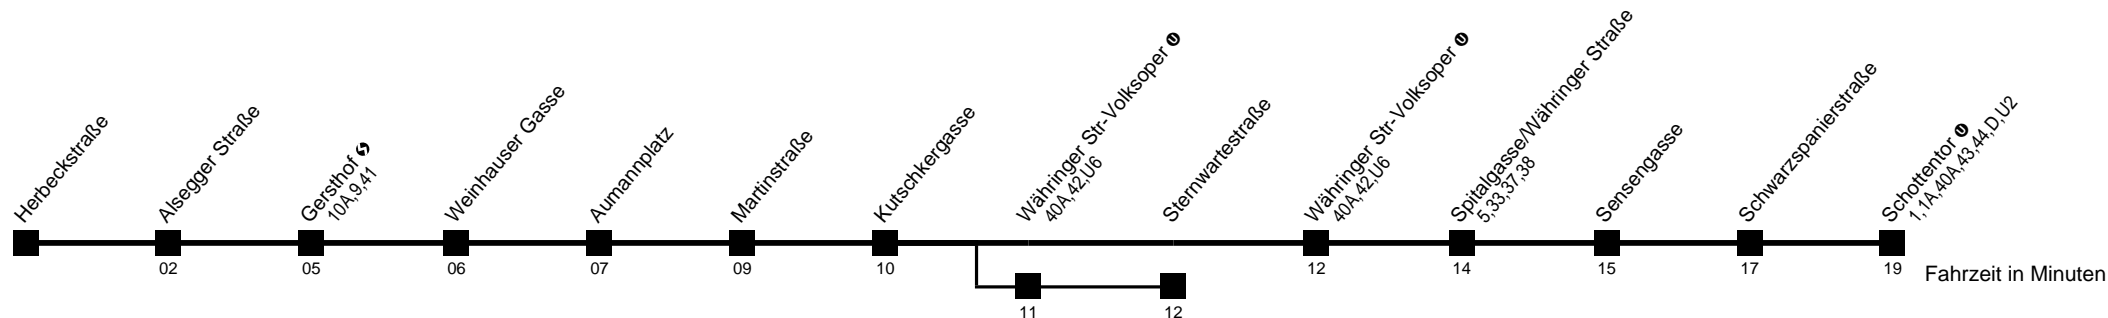 Herbeckstraße
Alsegger Straße
Gersthof
10A,9,41
Weinhauser Gasse
Aumannplatz
Martinstraße
Kutschkergasse
Währinger Str-Volksoper U
40A,42,U6
Sternwartestraße
Währinger Str-Volksoper U
40A,42,U6
Spitalgasse/Währinger Straße
5,33,37,38
Sensengasse
Schwarzspanierstraße
Schottentor U
1,1A,40A,43,44,D,U2
02
05
06
07
09
10
12
14
15
17
19
Fahrzeit in Minuten
11
12